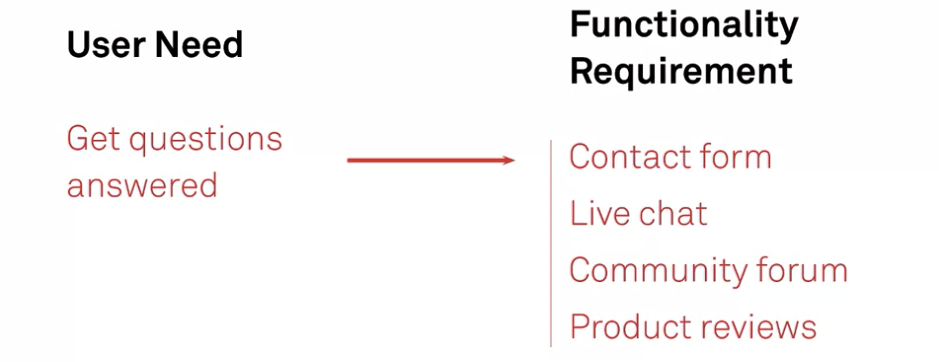 User Need
Get questions
answered
Functionality
Requirement
Contact form
Live chat
Community forum
Product reviews